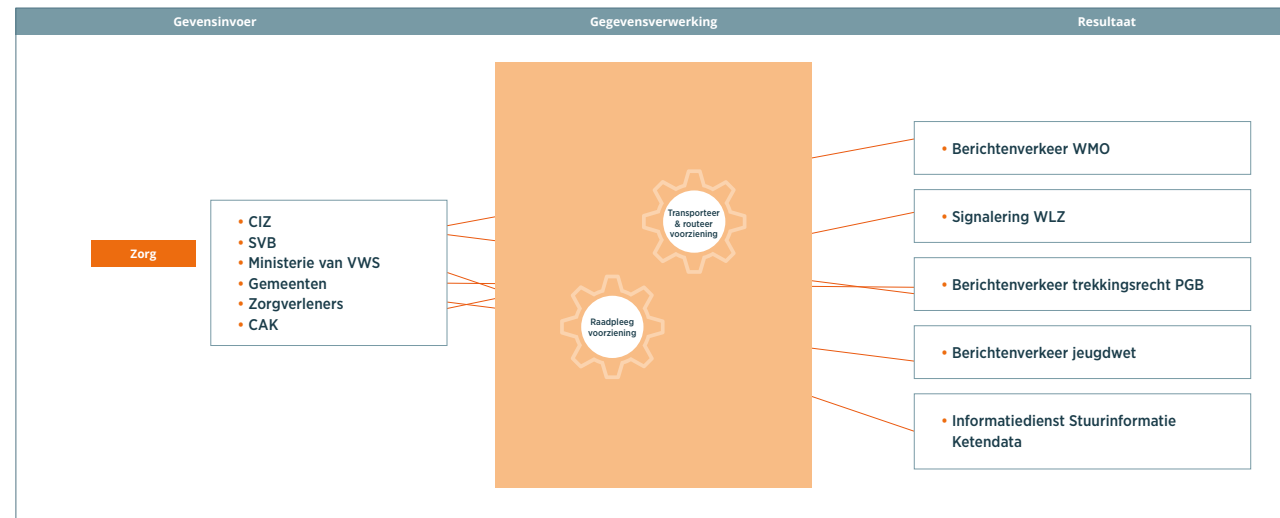 Gevensinvoer
Gegevensverwerking
Resultaat
Zorg
• CIZ
• SVB
• Ministerie van VWS
• Gemeenten
• Zorgverleners
• CAK
Transporteer
& routeer
voorziening
Raadpleeg
voorziening
• Berichtenverkeer WMO
• Signalering WLZ
• Berichtenverkeer trekkingsrecht PGB
• Berichtenverkeer jeugdwet
• Informatiedienst Stuurinformatie
Ketendata